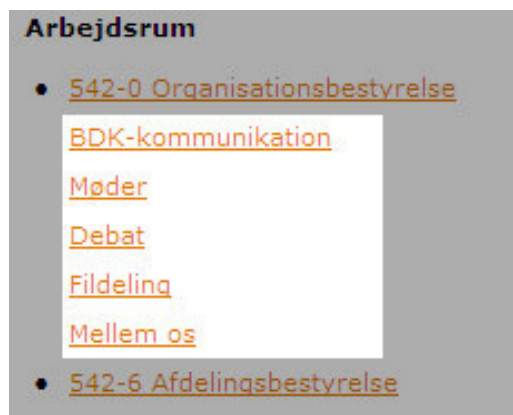 Arbejdsrum
542-0 Organisationsbestyrelse
BDK-kommunikation
Møder
Debat
Fildeling
Mellem os
542-6 Afdelingsbestyrelse